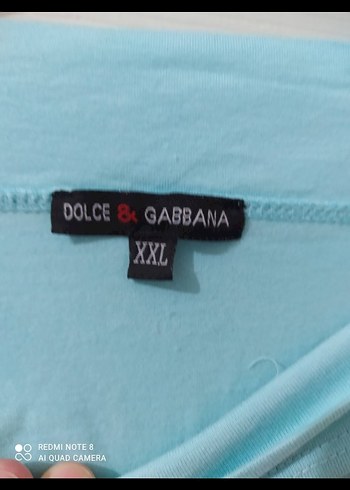 DOLCE & GABBANA
XXL
REDMI NOTE 8
AI QUAD CAMERA